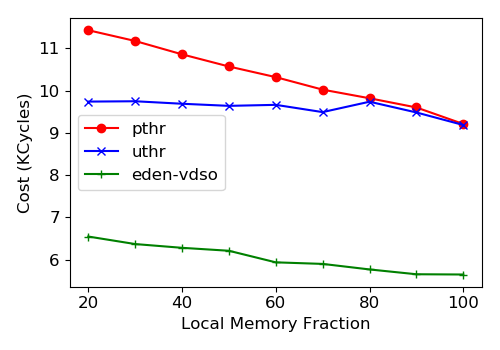 Cost (KCycles)
11
10
9
8
7
6
pthr
uthr
eden-vdso
20
40
60
80
100
Local Memory Fraction